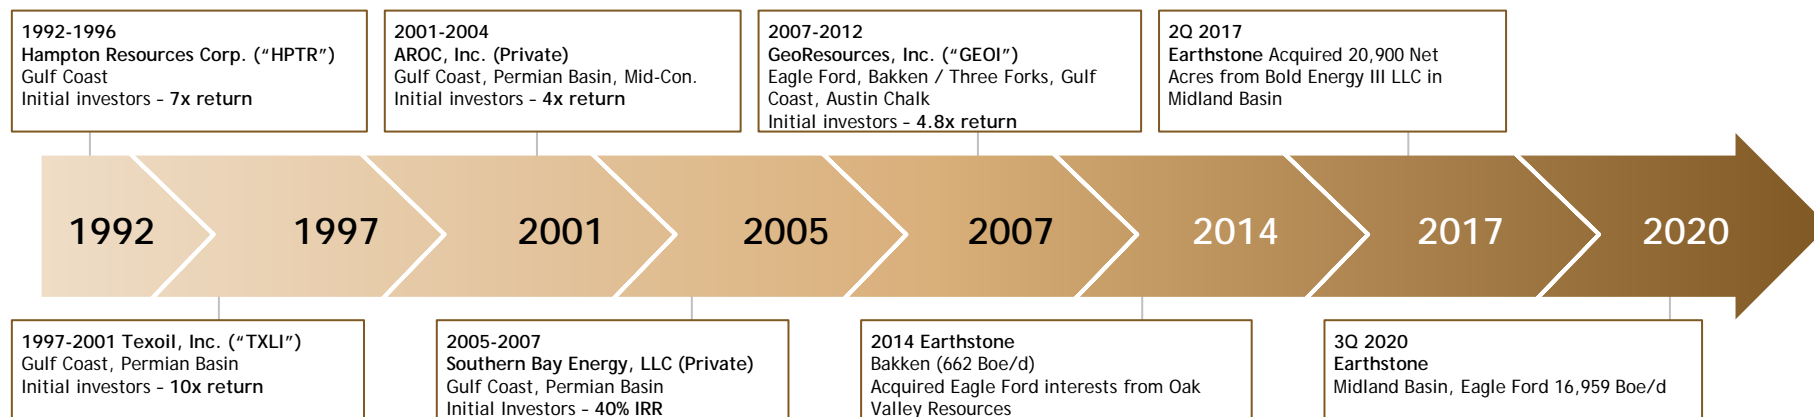 1992-1996
Hampton Resources Corp. (“HPTR”)
Gulf Coast
Initial investors – 7x return
2001-2004
AROC, Inc. (Private)
Gulf Coast, Permian Basin, Mid-Con.
Initial investors – 4x return
2007-2012
GeoResources, Inc. (“GEOI”)
Eagle Ford, Bakken / Three Forks, Gulf
Coast, Austin Chalk
Initial investors – 4.8x return
2Q 2017
Earthstone Acquired 20,900 Net
Acres from Bold Energy III LLC in
Midland Basin
1992
1997
2001
2005
2007
2014
2017
2020
1997-2001 Texoil, Inc. (“TXLI”)
Gulf Coast, Permian Basin
Initial investors – 10x return
2005-2007
Southern Bay Energy, LLC (Private)
Gulf Coast, Permian Basin
Initial Investors – 40% IRR
2014 Earthstone
Bakken (662 Boe/d)
Acquired Eagle Ford interests from Oak
Valley Resources
3Q 2020
Earthstone
Midland Basin, Eagle Ford 16,959 Boe/d